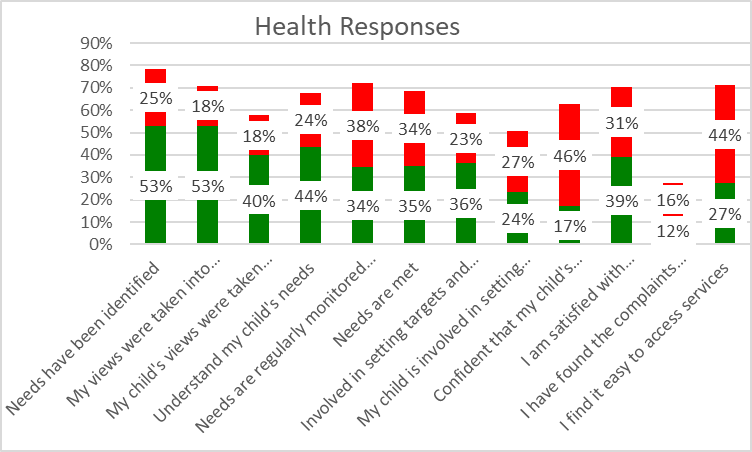 Health Responses
90%
80%
70%
60%
50%
40%
30%
20%
10%
0%
25%
18%
18%
24%
38%
34%
23%
27%
46%
31%
16%
44%
53%
53%
40%
44%
34%
35%
36%
24%
17%
39%
12%
27%
Needs have been identified
My views were taken into…
My child's views were taken…
Understand my child's needs
Needs are regularly monitored…
Needs are met
Involved in setting targets and…
My child is involved in setting…
Confident that my child's…
I am satisfied with…
I have found the complaints…
I find it easy to access services